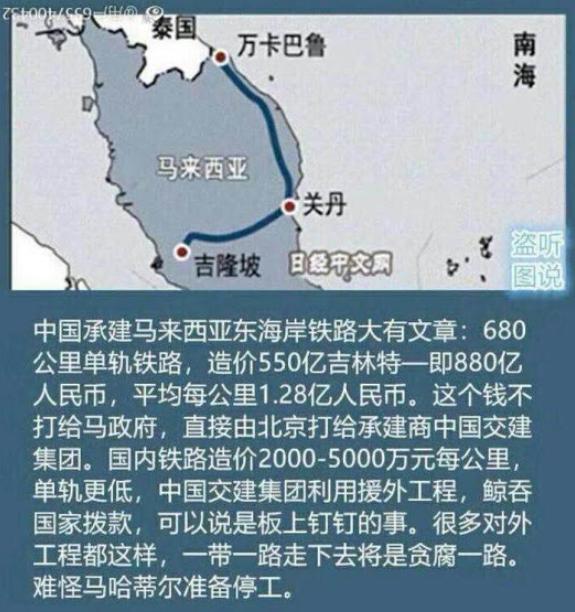 泰国
万卡巴鲁
南海
马来西亚
关丹
吉隆坡
日经中文网
盗听
图说
中国承建马来西亚东海岸铁路大有文章：680
公里单轨铁路，造价550亿吉林特—即880亿
人民币，平均每公里1.28亿人民币。这个钱不
打给马政府，直接由北京打给承建商中国交建
集团。国内铁路造价2000-5000万元每公里，
单轨更低，中国交建集团利用援外工程，鲸吞
国家拨款，可以说是板上钉钉的事。很多对外
工程都这样，一带一路走下去将是贪腐一路。
难怪马哈蒂尔准备停工。